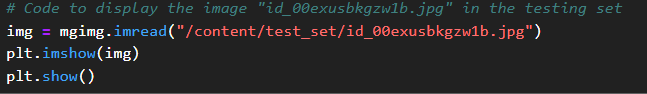 # Code to display the image "id_00exusbkgzw1b.jpg" in the testing set
img = mgimg.imread("/content/test_set/id_00exusbkgzw1b.jpg")
plt.imshow(img)
plt.show()